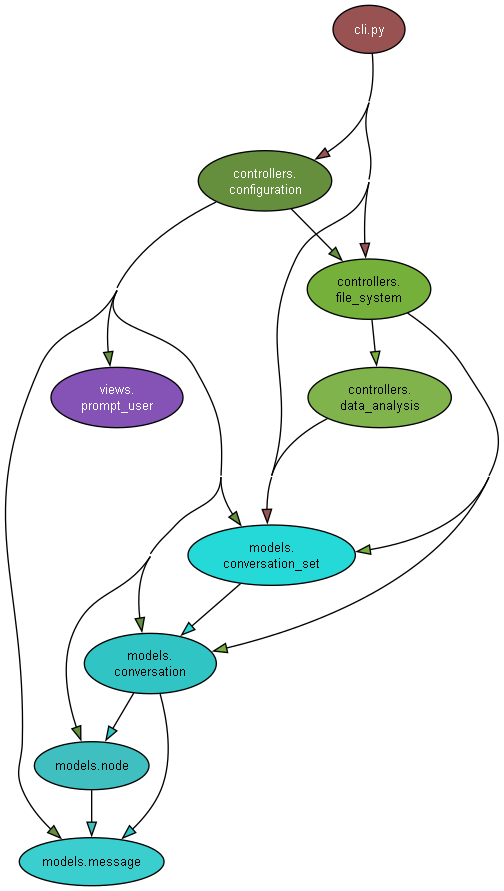 cli.py
controllers.
configuration
controllers.
file_system
views.
prompt_user
controllers.
data_analysis
models.
conversation_set
models.
conversation
models.node
models.message